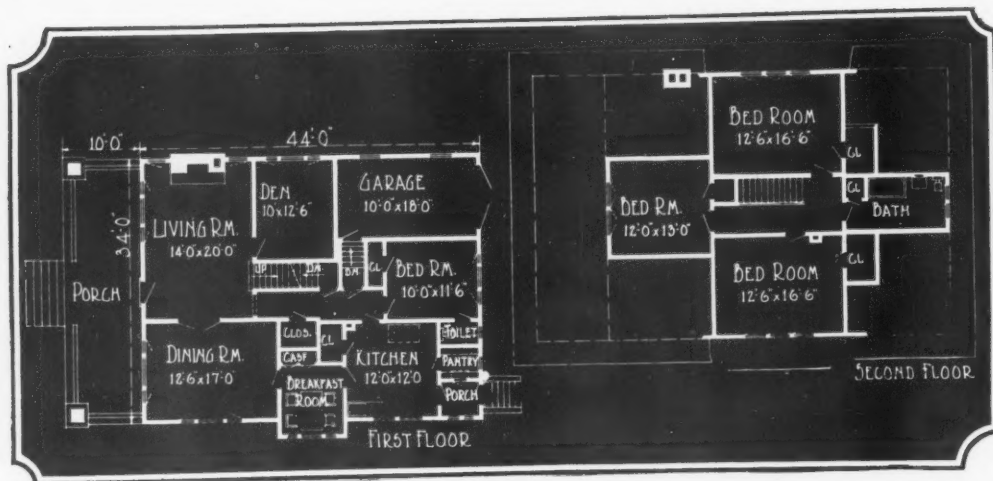 10'-0"
44'-0"
34'-0"
PORCH
LIVING RM.
14'-0"x20'-0"
DEN
10'x12'-6"
GARAGE
10'-0"x18'-0"
UP
DN.
DN
CL
BED RM.
10'-0"x11'-6"
DINING RM.
12'-6"x17'-0"
CLOS.
CL
CASE
BREAKFAST
ROOM
KITCHEN
12'-0"x12'-0
TOILET
PANTRY
PORCH
FIRST FLOOR
BED ROOM
12'-6"x16'-6"
CL
BED RM.
12'-0"x13'-0"
CL
BATH
BED ROOM
12'-6"x16'-6"
CL
SECOND FLOOR